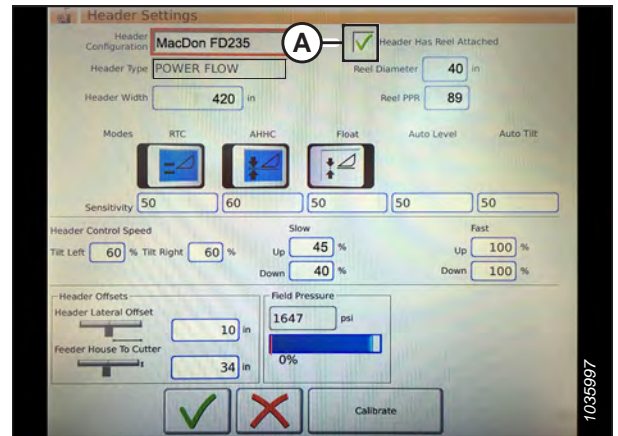 Header Settings
Header Configuration MacDon FD235
A
Header Has Reel Attached
Header Type POWER FLOW
Reel Diameter 40 in
Header Width 420 in
Reel PPR 89
Modes RTC AHHC Float Auto Level Auto Tilt
Sensitivity 50 60 50 50 50
Header Control Speed Slow Fast
Tilt Left 60 % Tilt Right 60 % Up 45 % Up 100 %
Down 40 % Down 100 %
Header Offsets Field Pressure
Header Lateral Offset 1647 psi
10 in
Feeder House To Cutter 0%
34 in
Calibrate
1035997